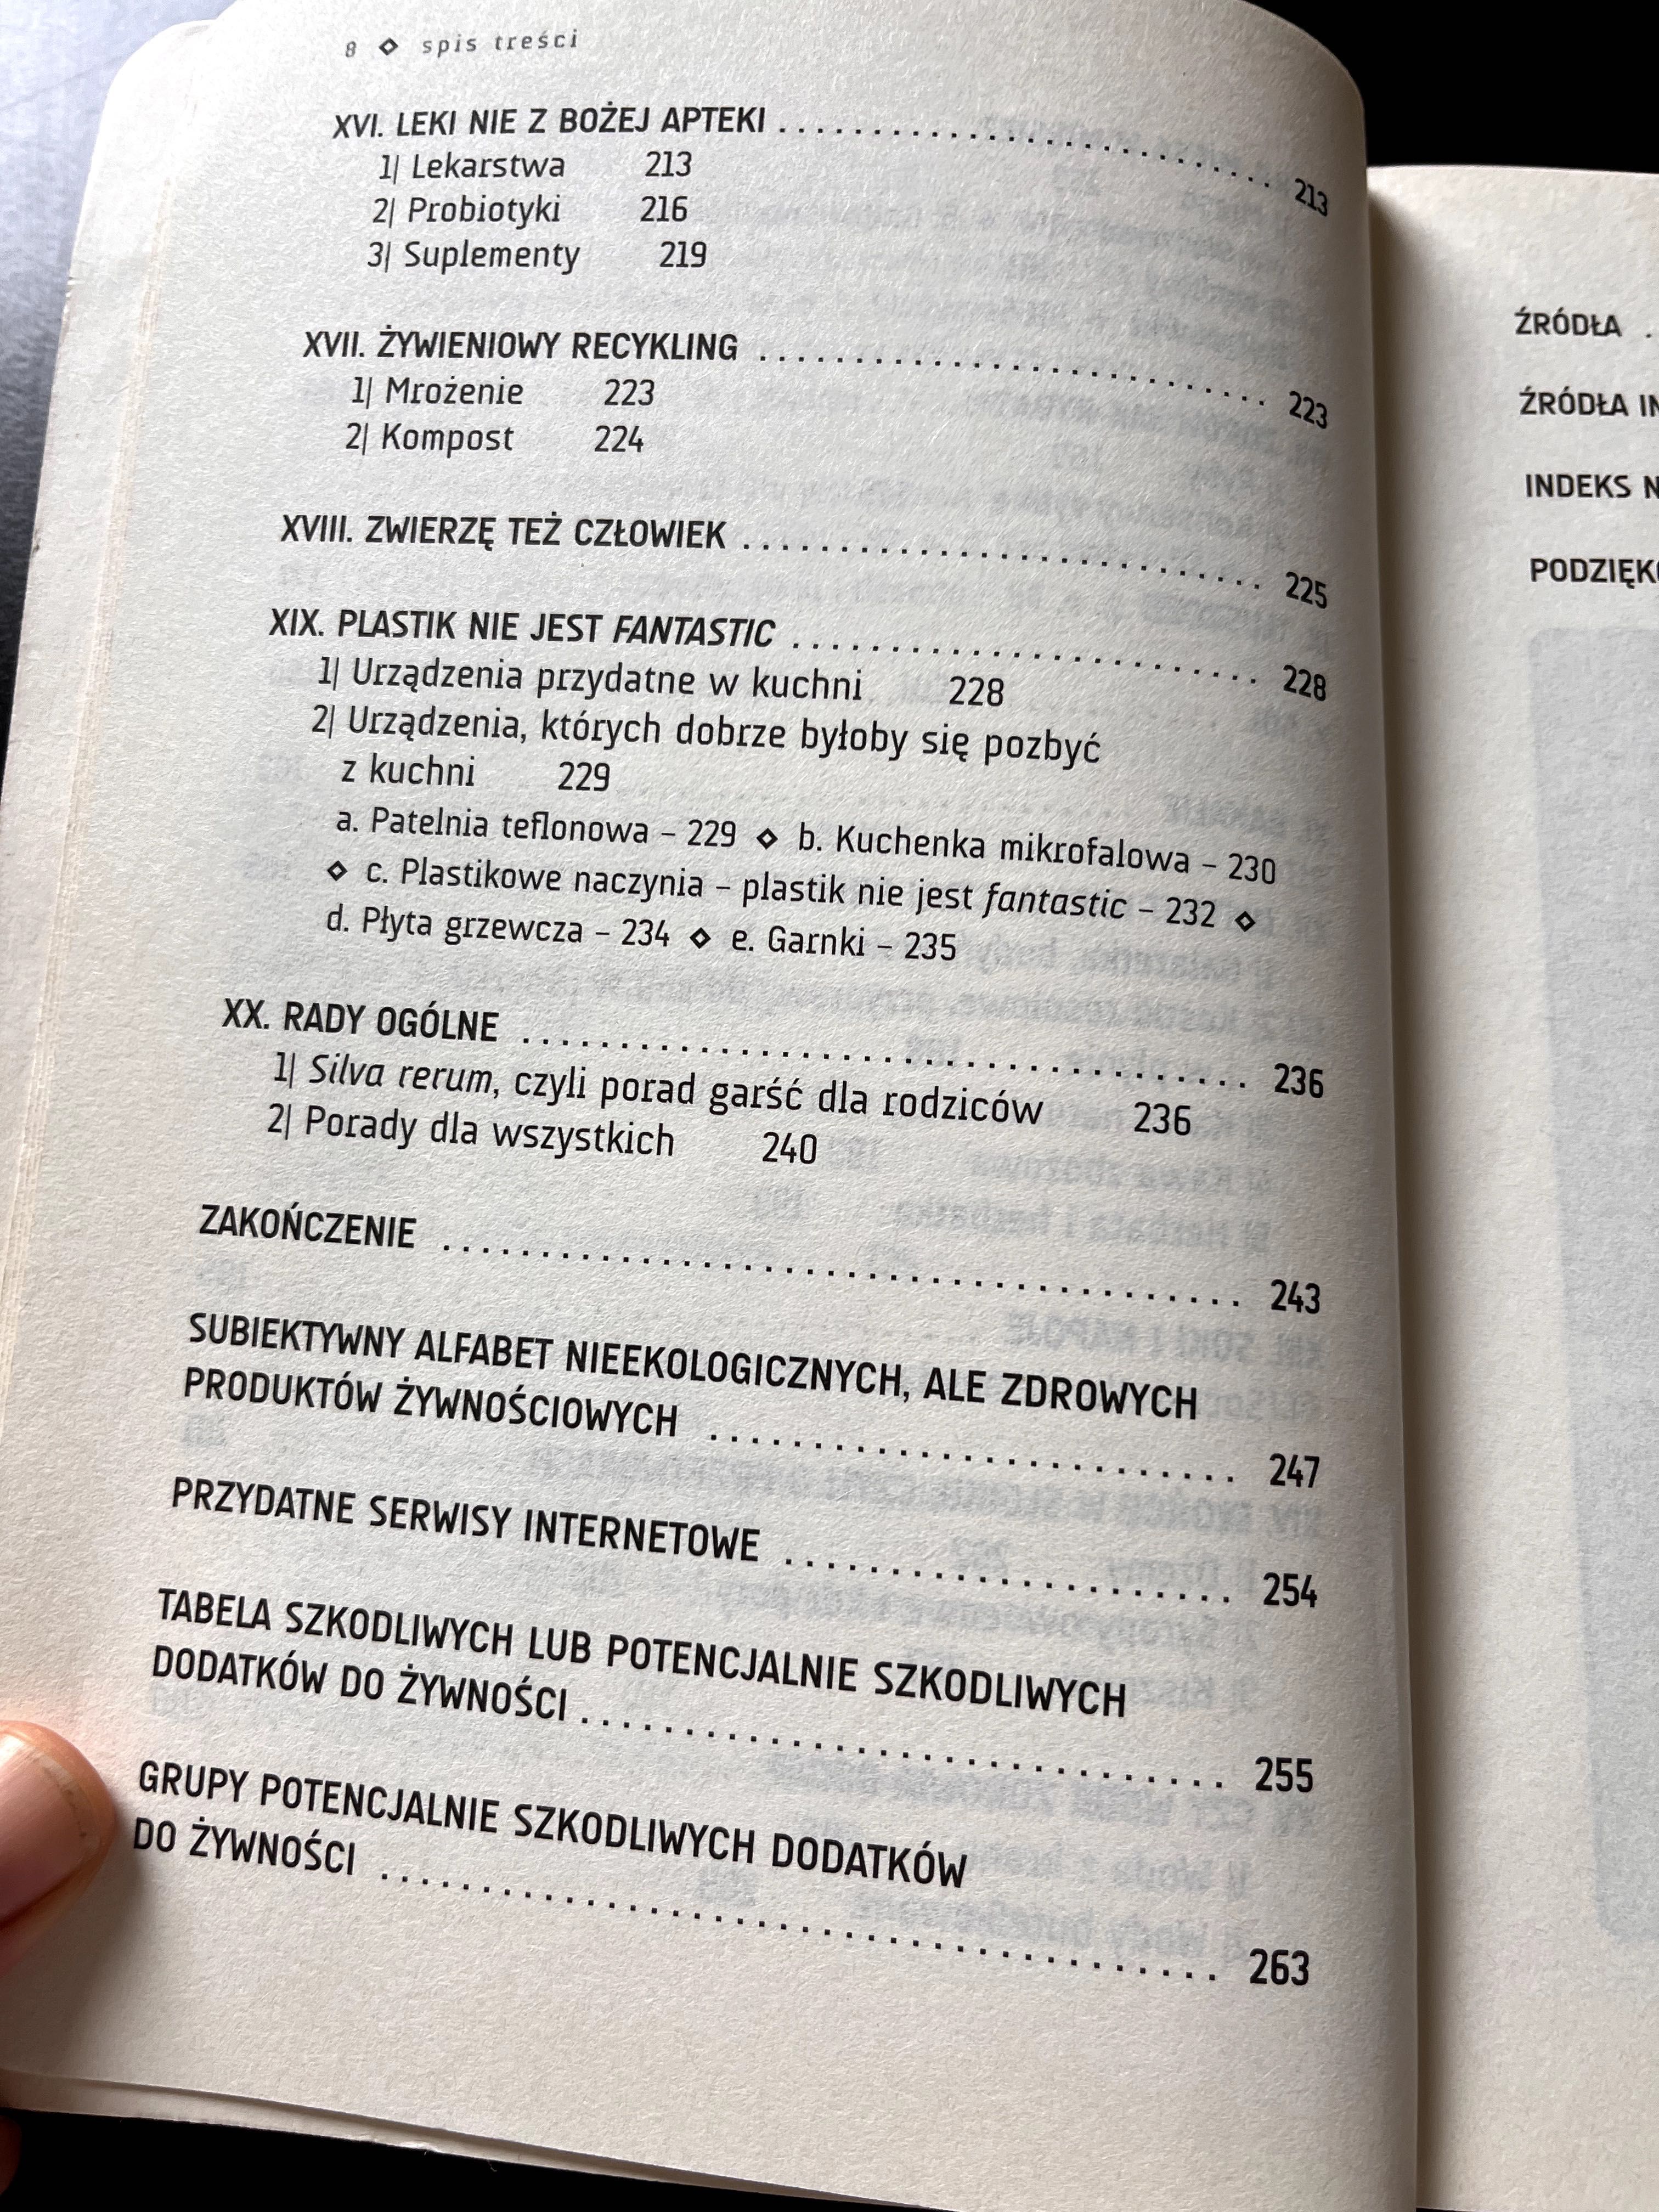 8 ◇ spis treści
XVI. LEKI NIE Z BOŻEJ APTEKI ........................ 213
1| Lekarstwa 213
2| Probiotyki 216
3| Suplementy 219
XVII. ŻYWIENIOWY RECYKLING ........................ 223
1| Mrożenie 223
2| Kompost 224
XVIII. ZWIERZĘ TEŻ CZŁOWIEK ........................ 225
XIX. PLASTIK NIE JEST FANTASTIC ........................ 228
1| Urządzenia przydatne w kuchni 228
2| Urządzenia, których dobrze byłoby się pozbyć
z kuchni 229
a. Patelnia teflonowa – 229 ◇ b. Kuchenka mikrofalowa – 230
◇ c. Plastikowe naczynia – plastik nie jest fantastic – 232 ◇
d. Płyta grzewcza – 234 ◇ e. Garnki – 235
XX. RADY OGÓLNE ........................ 236
1| Silva rerum, czyli porad garść dla rodziców 236
2| Porady dla wszystkich 240
ZAKOŃCZENIE ........................ 243
SUBIEKTYWNY ALFABET NIEEKOLOGICZNYCH, ALE ZDROWYCH
PRODUKTÓW ŻYWNOŚCIOWYCH ........................ 247
PRZYDATNE SERWISY INTERNETOWE ........................ 254
TABELA SZKODLIWYCH LUB POTENCJALNIE SZKODLIWYCH
DODATKÓW DO ŻYWNOŚCI ........................ 255
GRUPY POTENCJALNIE SZKODLIWYCH DODATKÓW
DO ŻYWNOŚCI ........................ 263
ŹRÓDŁA .
ŹRÓDŁA
INDEKS